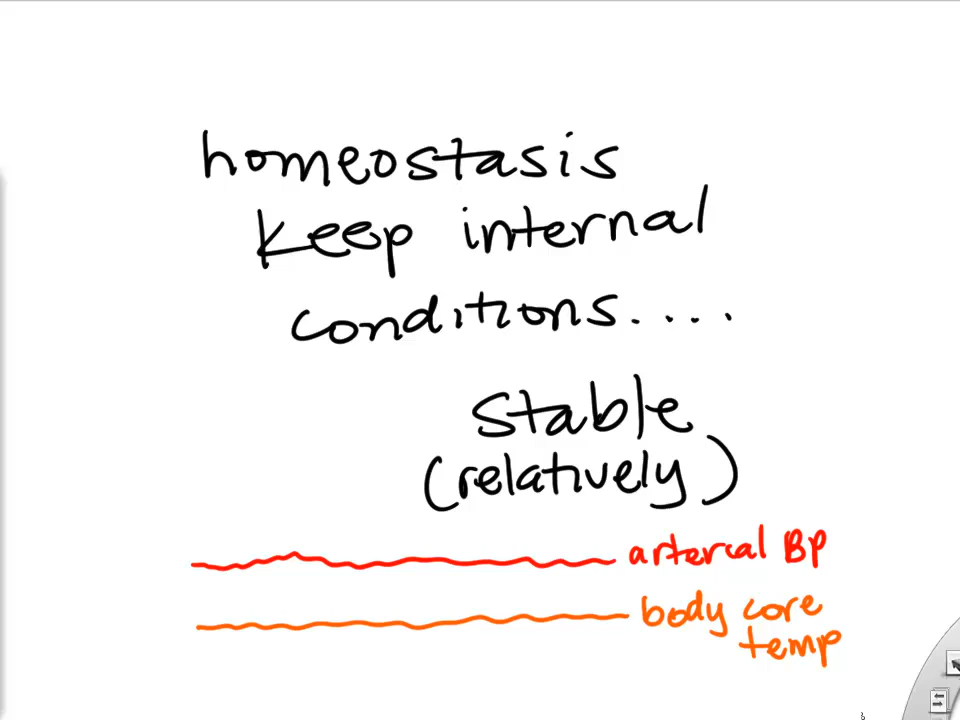 homeostasis
keep internal
conditions....
stable
(relatively)
arterial BP
body core
temp